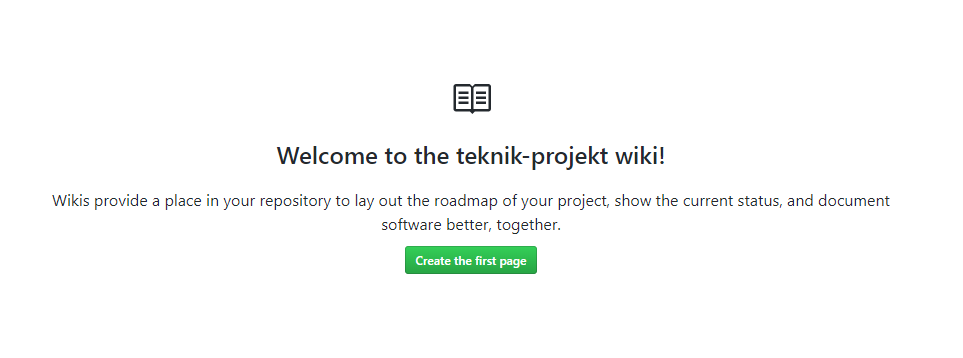 Welcome to the teknik-projekt wiki!
Wikis provide a place in your repository to lay out the roadmap of your project, show the current status, and document
software better, together.
Create the first page